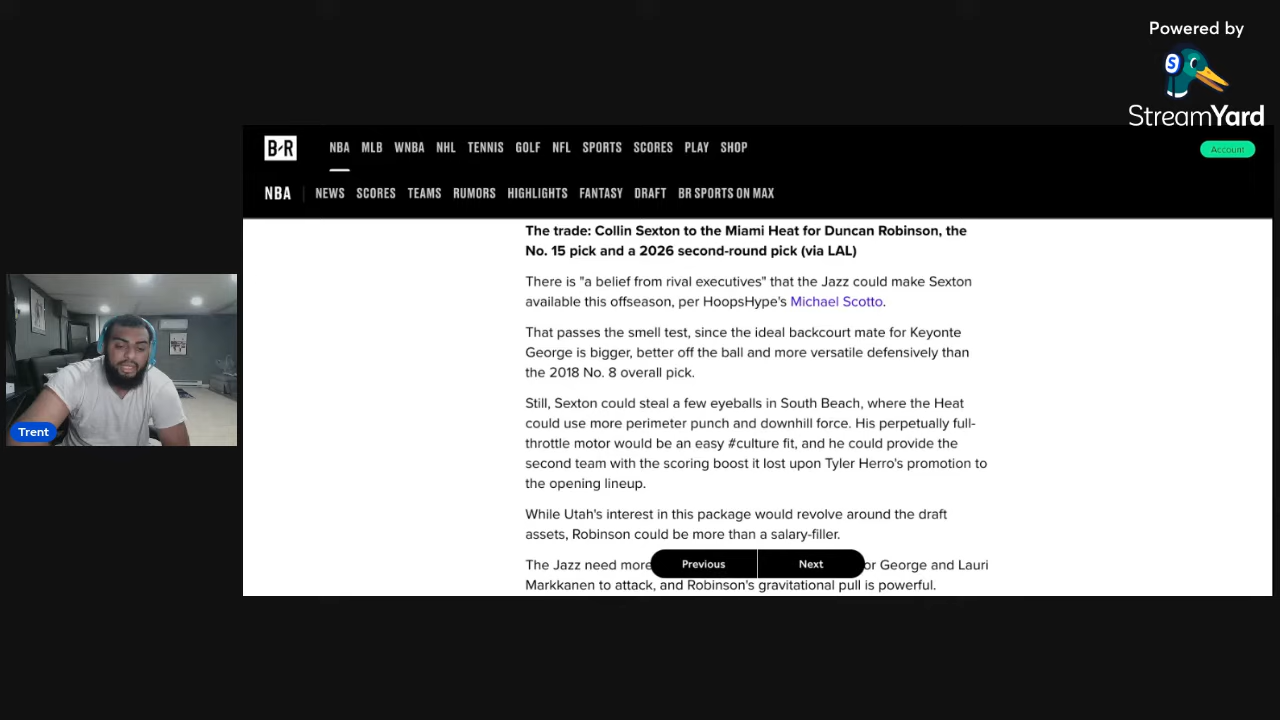 Powered by
S
StreamYard
B/R
NBA MLB WNBA NHL TENNIS GOLF NFL SPORTS SCORES PLAY SHOP
Account
NBA NEWS SCORES TEAMS RUMORS HIGHLIGHTS FANTASY DRAFT BR SPORTS ON MAX
The trade: Collin Sexton to the Miami Heat for Duncan Robinson, the
No. 15 pick and a 2026 second-round pick (via LAL)
There is "a belief from rival executives" that the Jazz could make Sexton
available this offseason, per HoopsHype's Michael Scotto.
That passes the smell test, since the ideal backcourt mate for Keyonte
George is bigger, better off the ball and more versatile defensively than
the 2018 No. 8 overall pick.
Still, Sexton could steal a few eyeballs in South Beach, where the Heat
could use more perimeter punch and downhill force. His perpetually full-
throttle motor would be an easy #culture fit, and he could provide the
second team with the scoring boost it lost upon Tyler Herro's promotion to
the opening lineup.
While Utah's interest in this package would revolve around the draft
assets, Robinson could be more than a salary-filler.
The Jazz need more or George and Lauri
Previous Next
Markkanen to attack, and Robinson's gravitational pull is powerful.
Trent